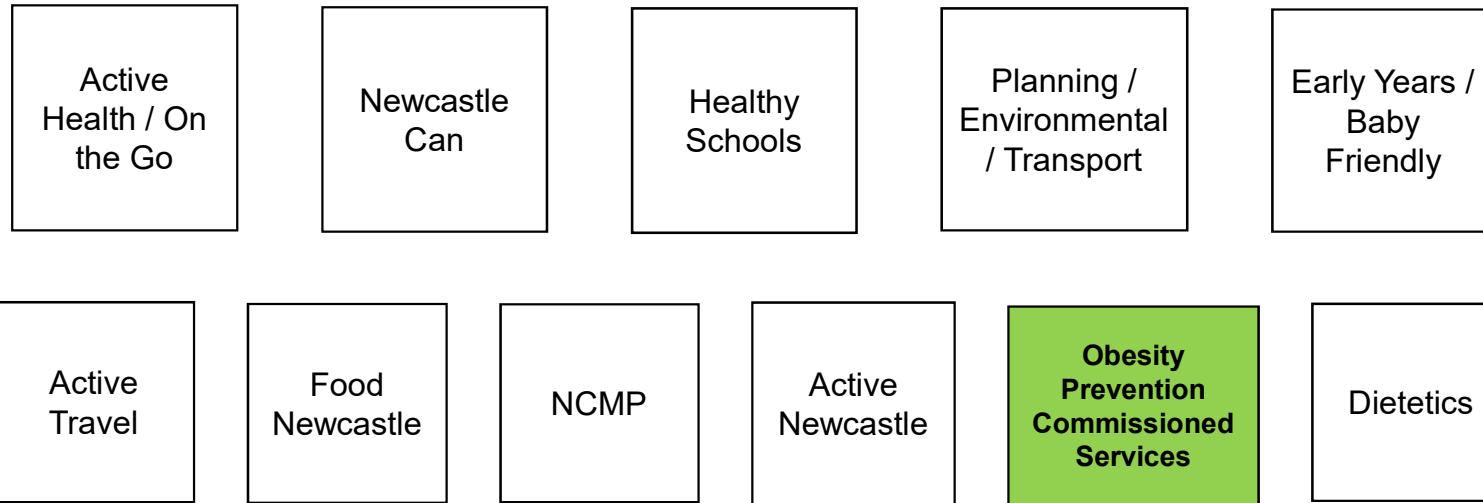 Active
Health / On
the Go
Newcastle
Can
Healthy
Schools
Planning /
Environmental
/ Transport
Early Years /
Baby
Friendly
Active
Travel
Food
Newcastle
NCMP
Active
Newcastle
Obesity
Prevention
Commissioned
Services
Dietetics